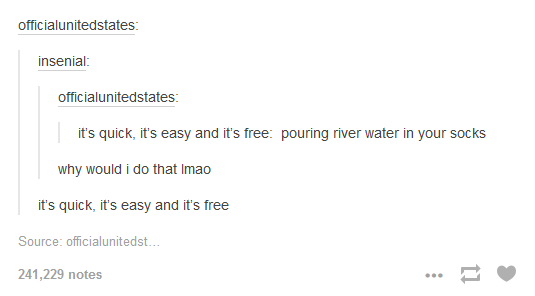 officialunitedstates:
insenial:
officialunitedstates:
it's quick, it's easy and it's free:  pouring river water in your socks
why would i do that lmao
it's quick, it's easy and it's free
Source: officialunitedst...
241,229 notes